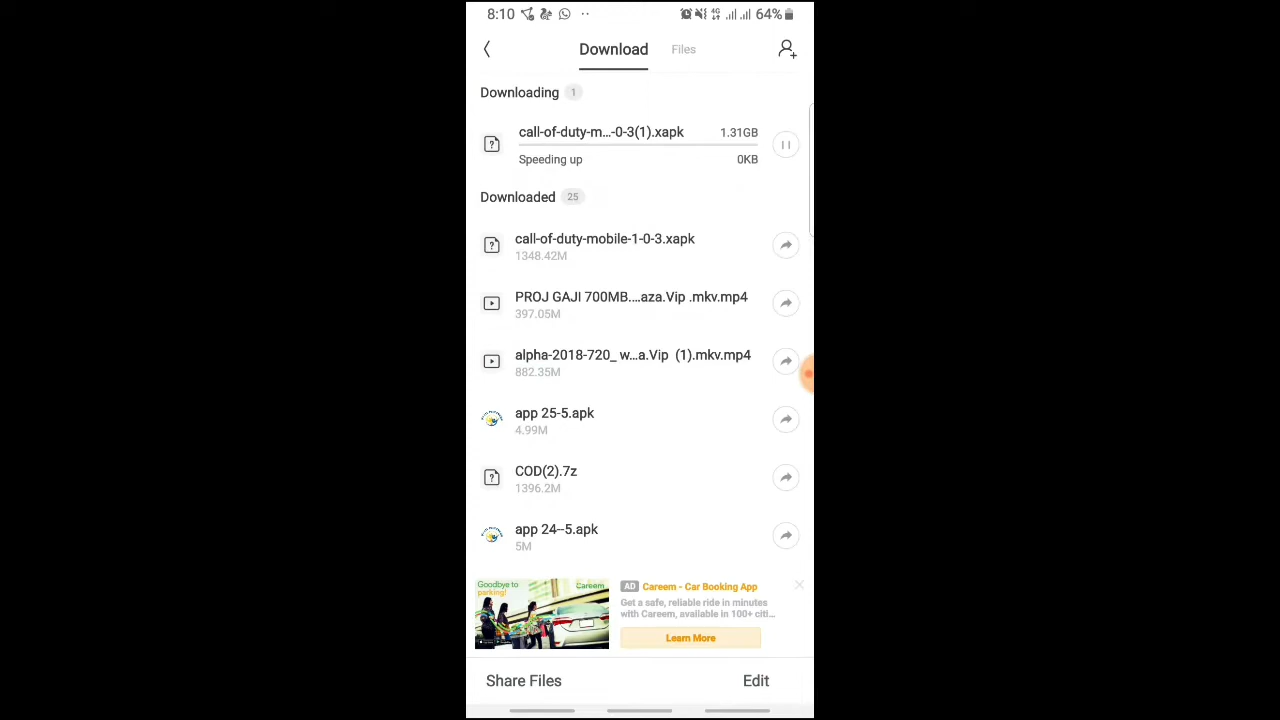 8:10
4G
64%
Download
Files
Downloading 1
call-of-duty-m...-0-3(1).xapk
1.31GB
Speeding up
0KB
Downloaded 25
call-of-duty-mobile-1-0-3.xapk
1348.42M
PROJ GAJI 700MB....aza.Vip .mkv.mp4
397.05M
alpha-2018-720_ w...a.Vip (1).mkv.mp4
882.35M
app 25-5.apk
4.99M
COD(2).7z
1396.2M
app 24--5.apk
5M
Goodbye to
parking!
Careem
AD Careem - Car Booking App
Get a safe, reliable ride in minutes
with Careem, available in 100+ citi...
Learn More
Share Files
Edit